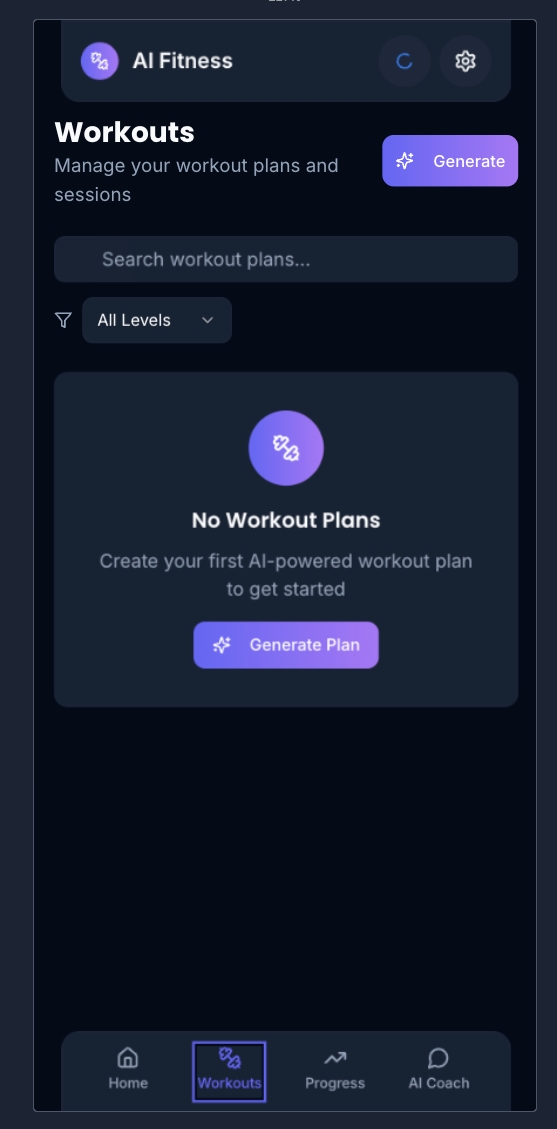 AI Fitness
Workouts
Manage your workout plans and
sessions
Generate
Search workout plans...
All Levels
No Workout Plans
Create your first AI-powered workout plan
to get started
Generate Plan
Home
Workouts
Progress
AI Coach